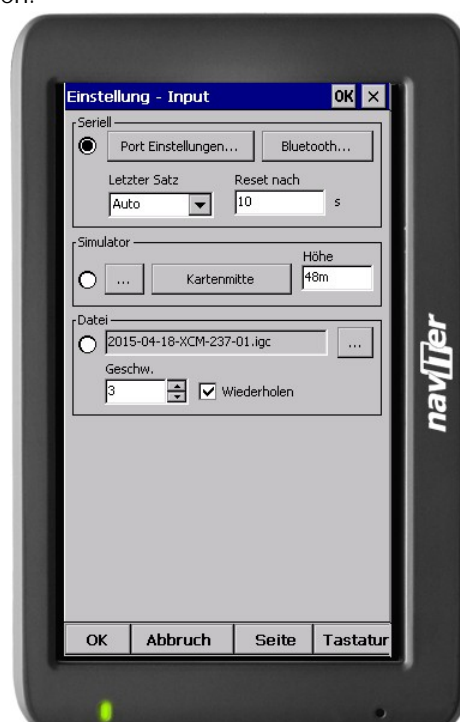 on.
Einstellung - Input OK
Seriell
Port Einstellungen... Bluetooth...
Letzter Satz Reset nach
Auto 10 s
Simulator
Höhe
... Kartenmitte 48m
Datei
2015-04-18-XCM-237-01.igc ...
Geschw.
3 Wiederholen
OK Abbruch Seite Tastatur
naviter